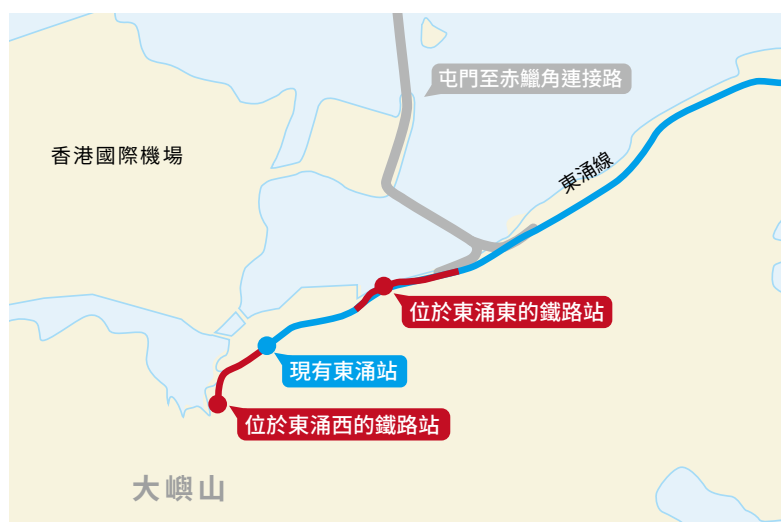 屯門至赤鱲角連接路
香港國際機場
東涌線
位於東涌東的鐵路站
現有東涌站
位於東涌西的鐵路站
大嶼山